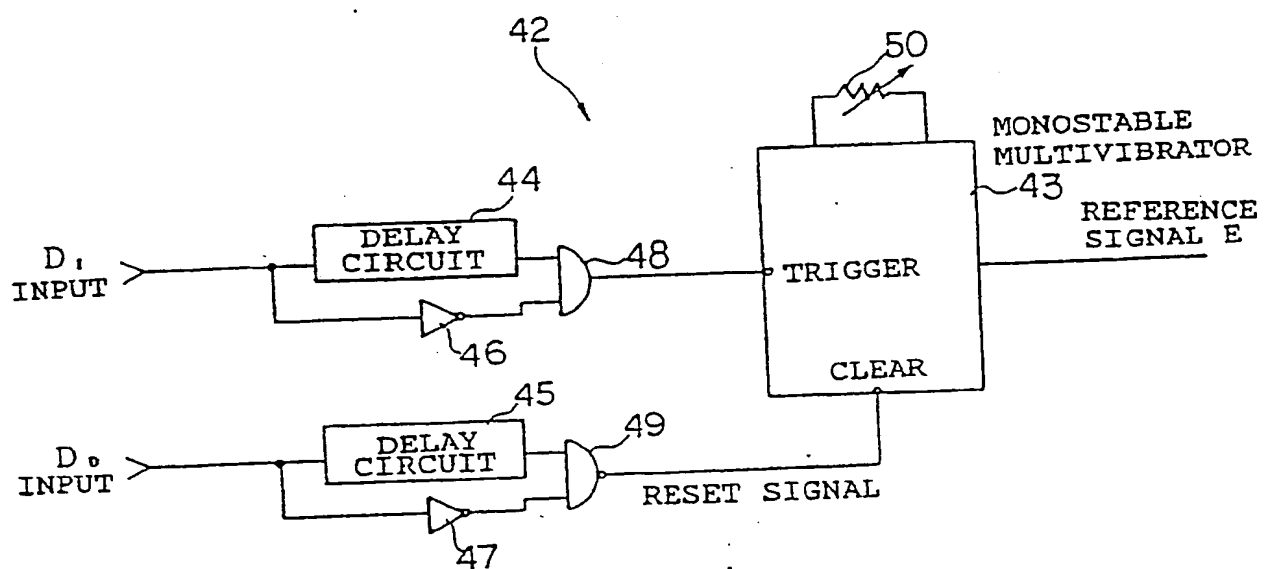 42
50
MONOSTABLE
MULTIVIBRATOR
43
REFERENCE
SIGNAL E
44
DELAY
CIRCUIT
48
D₁
INPUT
TRIGGER
46
CLEAR
45
DELAY
CIRCUIT
49
D₀
INPUT
RESET SIGNAL
47